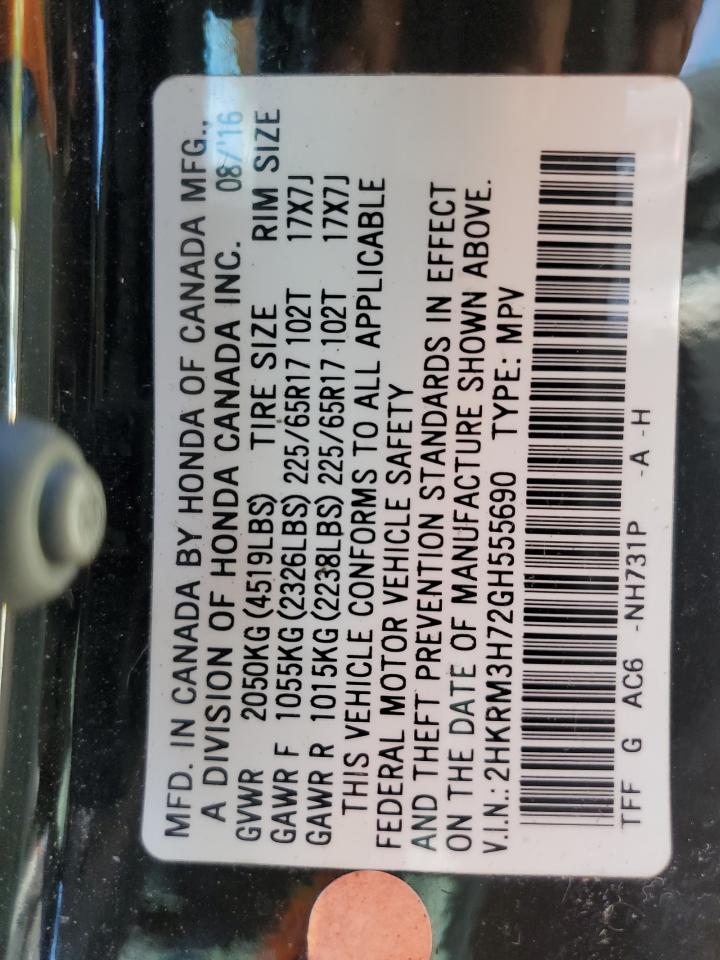 MFD. IN CANADA BY HONDA OF CANADA MFG.,
A DIVISION OF HONDA CANADA INC. 08/'16
GVWR 2050KG (4519LBS) TIRE SIZE RIM SIZE
GAWR F 1055KG (2326LBS) 225/65R17 102T 17X7J
GAWR R 1015KG (2238LBS) 225/65R17 102T 17X7J
THIS VEHICLE CONFORMS TO ALL APPLICABLE
FEDERAL MOTOR VEHICLE SAFETY
AND THEFT PREVENTION STANDARDS IN EFFECT
ON THE DATE OF MANUFACTURE SHOWN ABOVE.
V.I.N.: 2HKRM3H72GH555690 TYPE: MPV
TFF G AC6 -NH731P -A -H